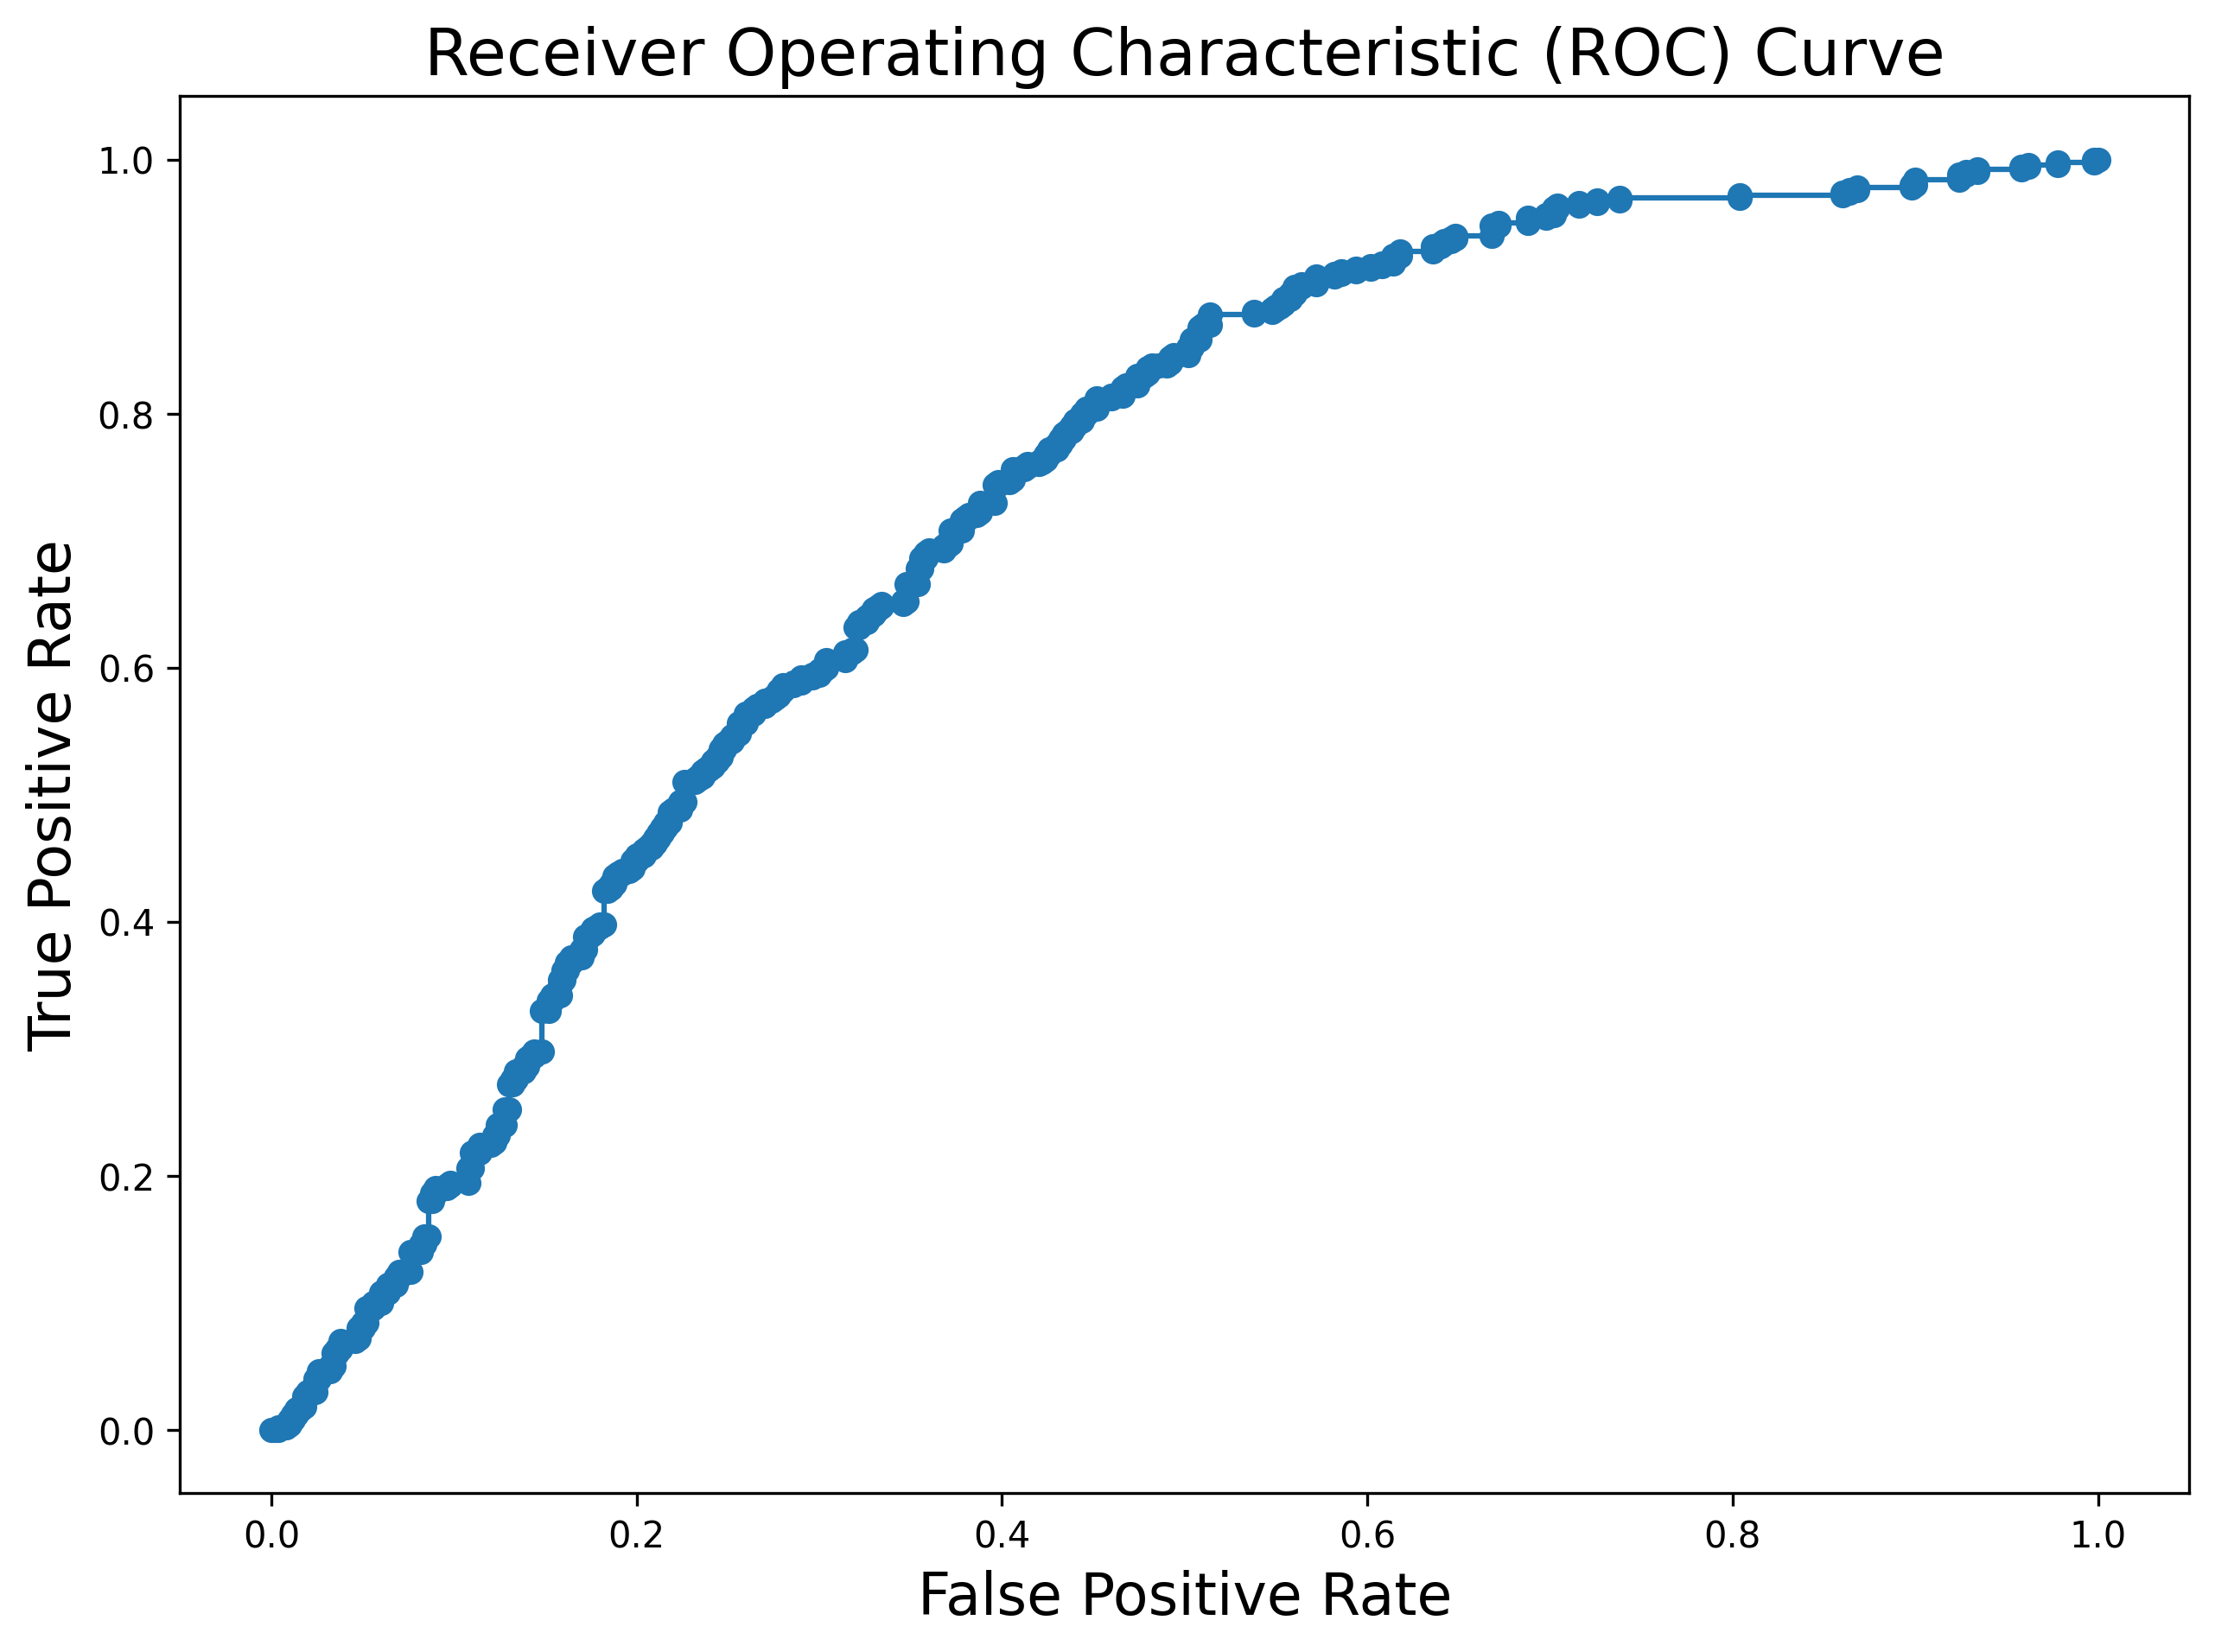 Receiver Operating Characteristic (ROC) Curve
True Positive Rate
1.0
0.8
0.6
0.4
0.2
0.0
0.0 0.2 0.4 0.6 0.8 1.0
False Positive Rate